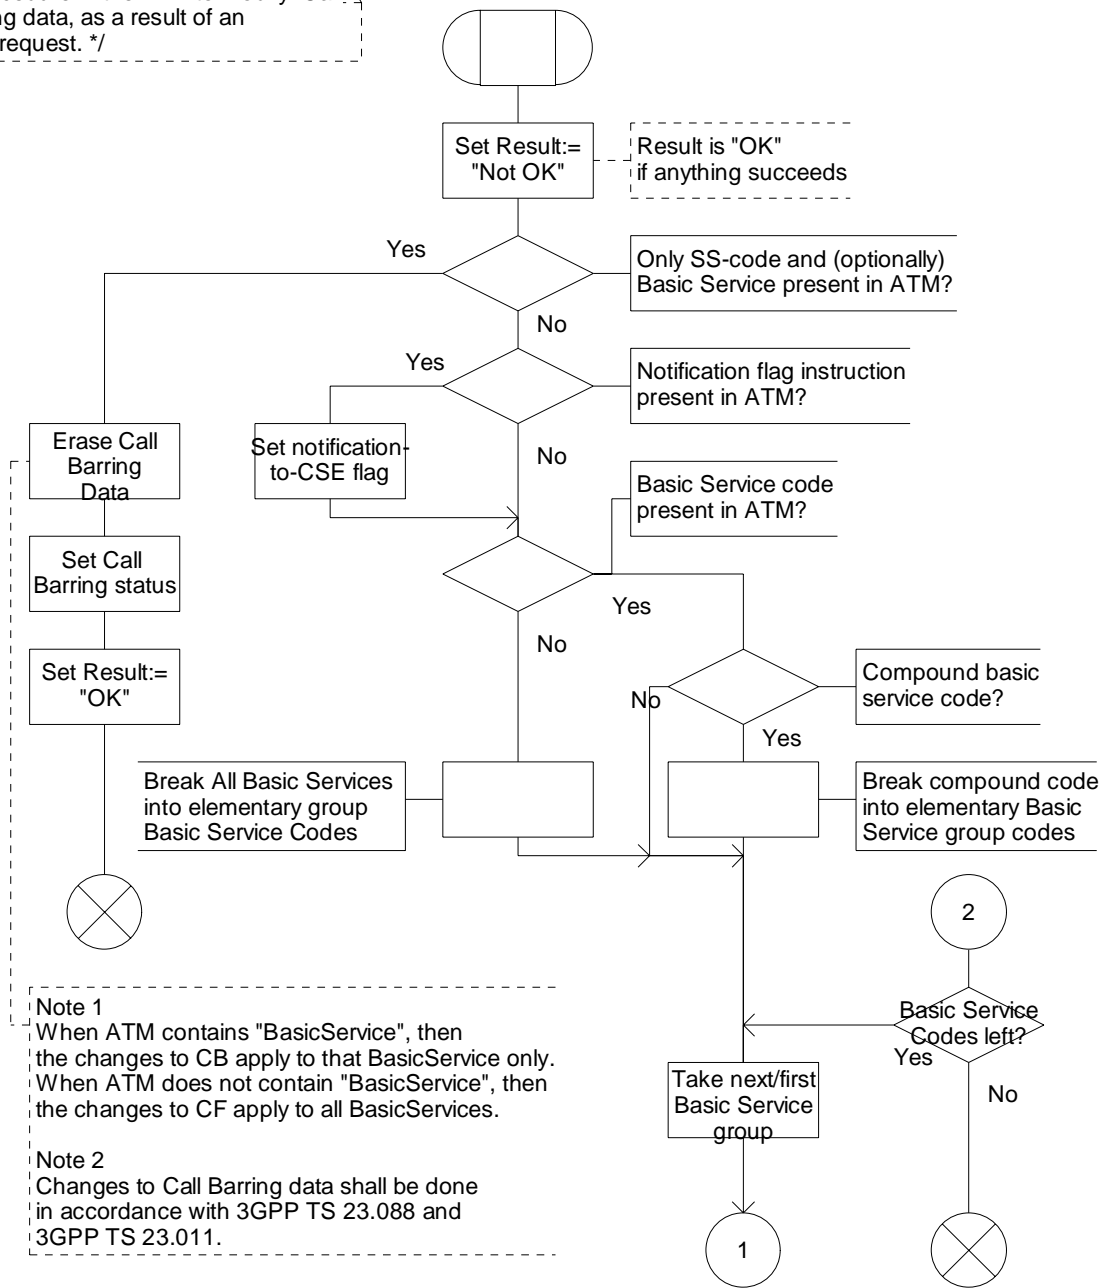 ng data, as a result of an
request. */
Set Result:=
"Not OK"
Result is "OK"
if anything succeeds
Yes
Only SS-code and (optionally)
Basic Service present in ATM?
No
Yes
Notification flag instruction
present in ATM?
Erase Call
Barring
Data
Set notification-
to-CSE flag
No
Basic Service code
present in ATM?
Set Call
Barring status
Yes
No
Set Result:=
"OK"
Compound basic
service code?
No
Yes
Break All Basic Services
into elementary group
Basic Service Codes
Break compound code
into elementary Basic
Service group codes
2
Note 1
When ATM contains "BasicService", then
the changes to CB apply to that BasicService only.
When ATM does not contain "BasicService", then
the changes to CF apply to all BasicServices.
Basic Service
Codes left?
Yes
Take next/first
Basic Service
group
No
Note 2
Changes to Call Barring data shall be done
in accordance with 3GPP TS 23.088 and
3GPP TS 23.011.
1